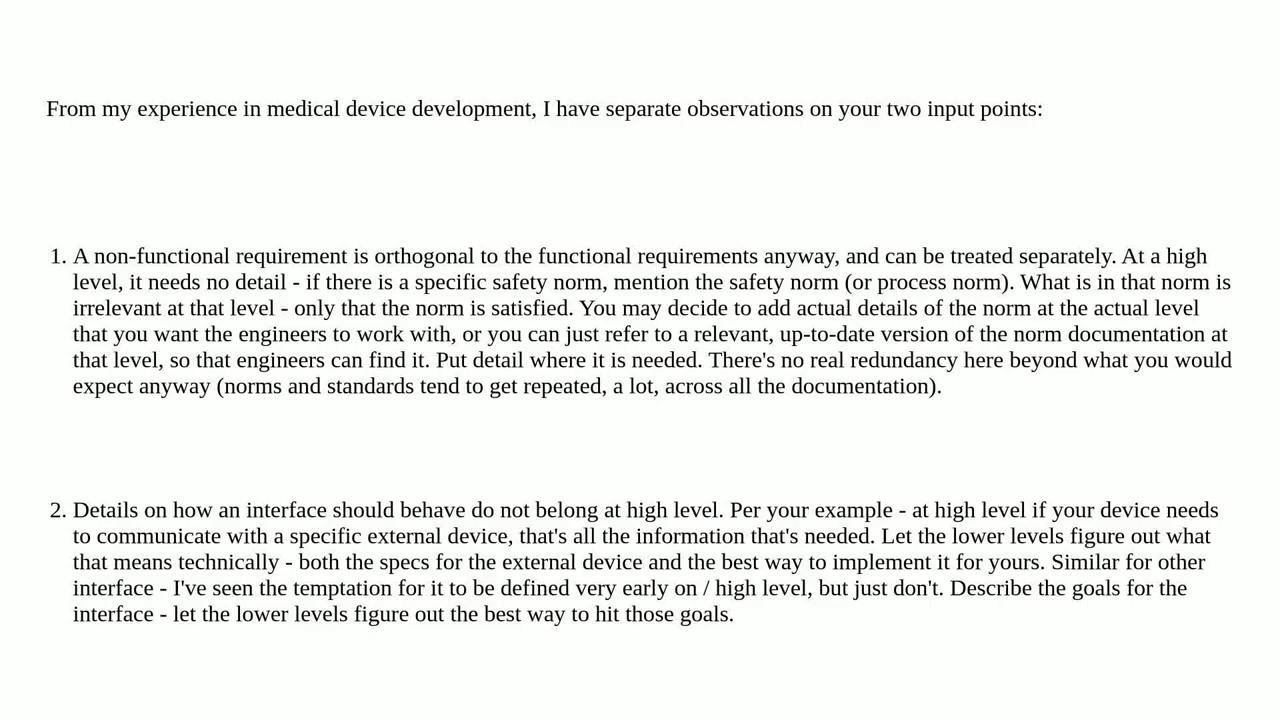 From my experience in medical device development, I have separate observations on your two input points:
1. A non-functional requirement is orthogonal to the functional requirements anyway, and can be treated separately. At a high
level, it needs no detail - if there is a specific safety norm, mention the safety norm (or process norm). What is in that norm is
irrelevant at that level - only that the norm is satisfied. You may decide to add actual details of the norm at the actual level
that you want the engineers to work with, or you can just refer to a relevant, up-to-date version of the norm documentation at
that level, so that engineers can find it. Put detail where it is needed. There's no real redundancy here beyond what you would
expect anyway (norms and standards tend to get repeated, a lot, across all the documentation).
2. Details on how an interface should behave do not belong at high level. Per your example - at high level if your device needs
to communicate with a specific external device, that's all the information that's needed. Let the lower levels figure out what
that means technically - both the specs for the external device and the best way to implement it for yours. Similar for other
interface - I've seen the temptation for it to be defined very early on / high level, but just don't. Describe the goals for the
interface - let the lower levels figure out the best way to hit those goals.